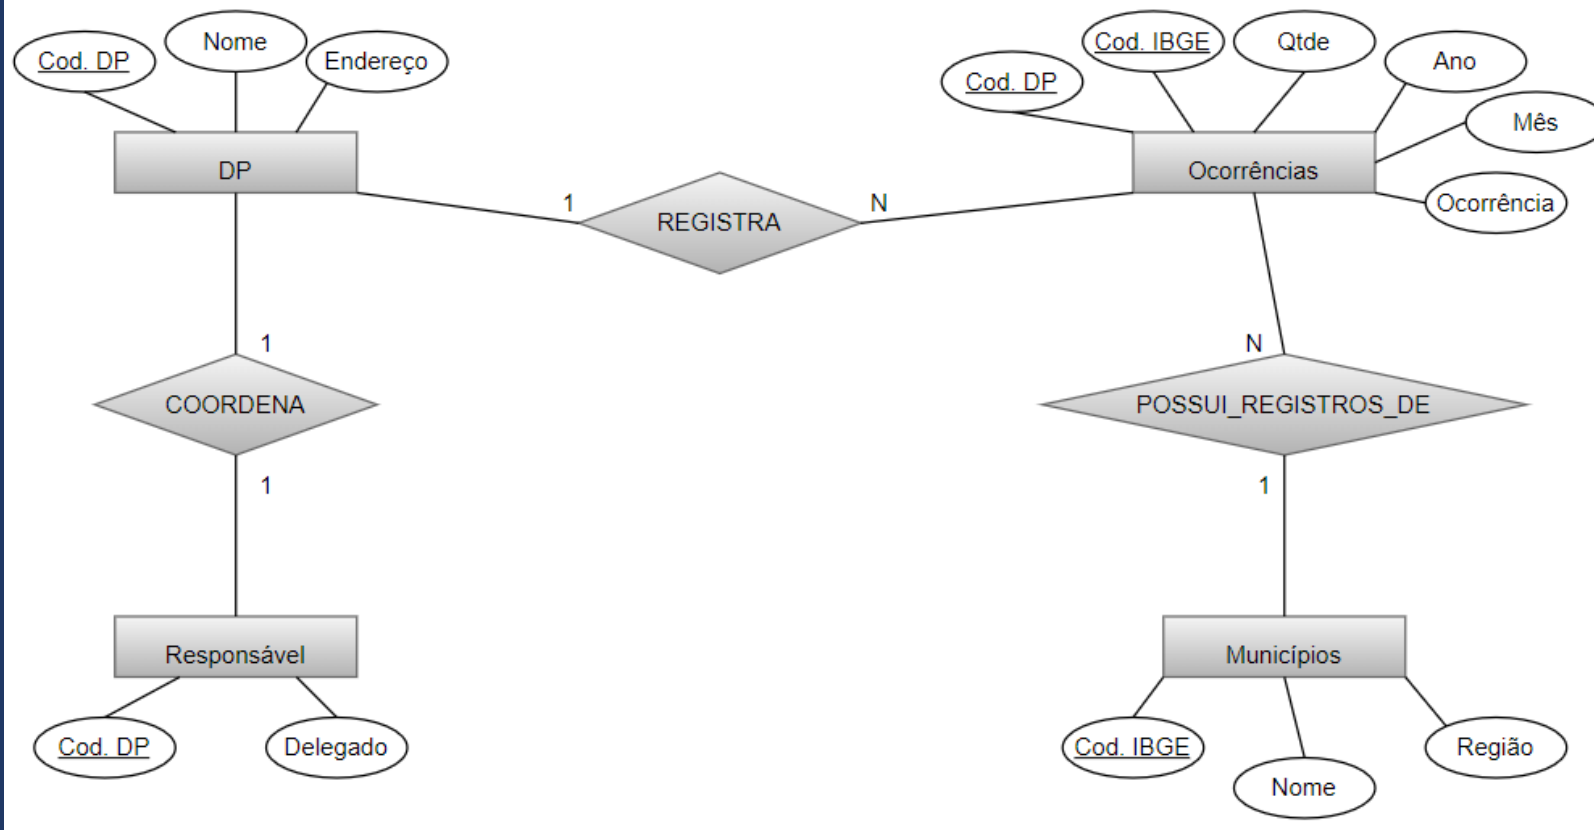 Cod. DP
Nome
Endereço
DP
Cod. DP
Cod. IBGE
Qtde
Ano
Mês
Ocorrência
Ocorrências
1
REGISTRA
N
1
COORDENA
1
N
POSSUI_REGISTROS_DE
1
Responsável
Cod. DP
Delegado
Municípios
Cod. IBGE
Nome
Região